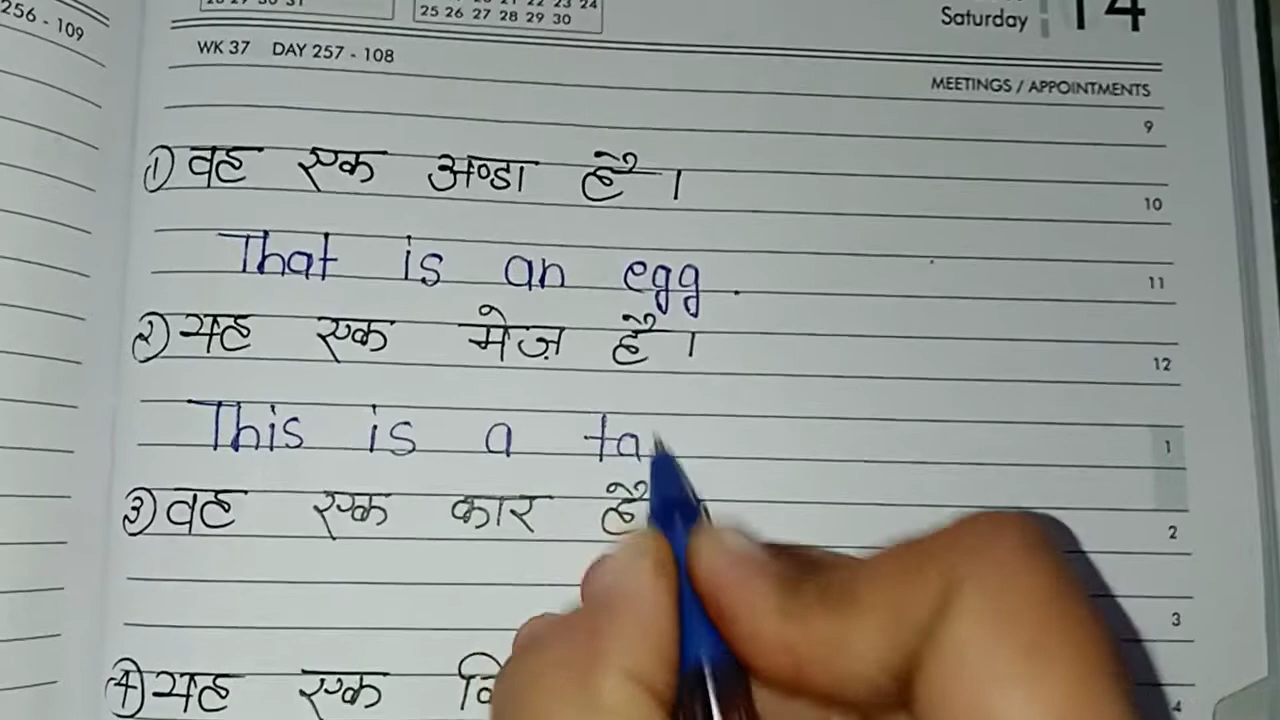 256 - 109
25 26 27 28 29 30
Saturday 14
WK 37 DAY 257 - 108
MEETINGS / APPOINTMENTS
9
① वह एक अण्डा है ।
10
That is an egg .
11
② यह एक मेज़ है ।
12
This is a ta
1
③ वह एक कार है
2
3
④ यह एक
4